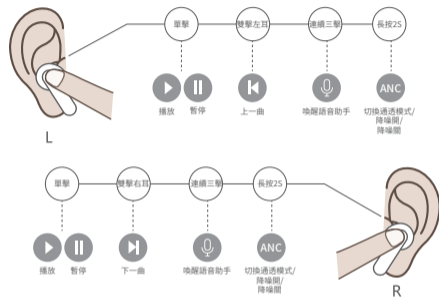 單擊
雙擊左耳
連續三擊
長按2S
ANC
播放
暫停
上一曲
喚醒語音助手
切換通透模式/
降噪開/
降噪關
L
單擊
雙擊右耳
連續三擊
長按2S
ANC
播放
暫停
下一曲
喚醒語音助手
切換通透模式/
降噪開/
降噪關
R